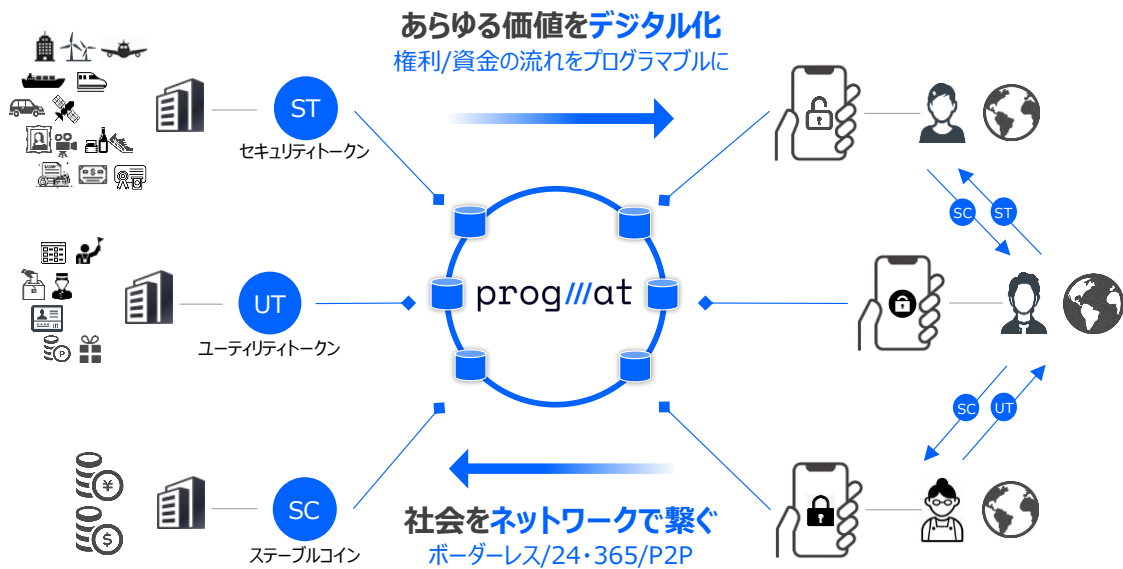 あらゆる価値をデジタル化
権利/資金の流れをプログラマブルに
ST
セキュリティトークン
SC
ST
UT
ユーティリティトークン
prog///at
P
SC
UT
¥
$
SC
ステーブルコイン
社会をネットワークで繋ぐ
ボーダーレス/24・365/P2P